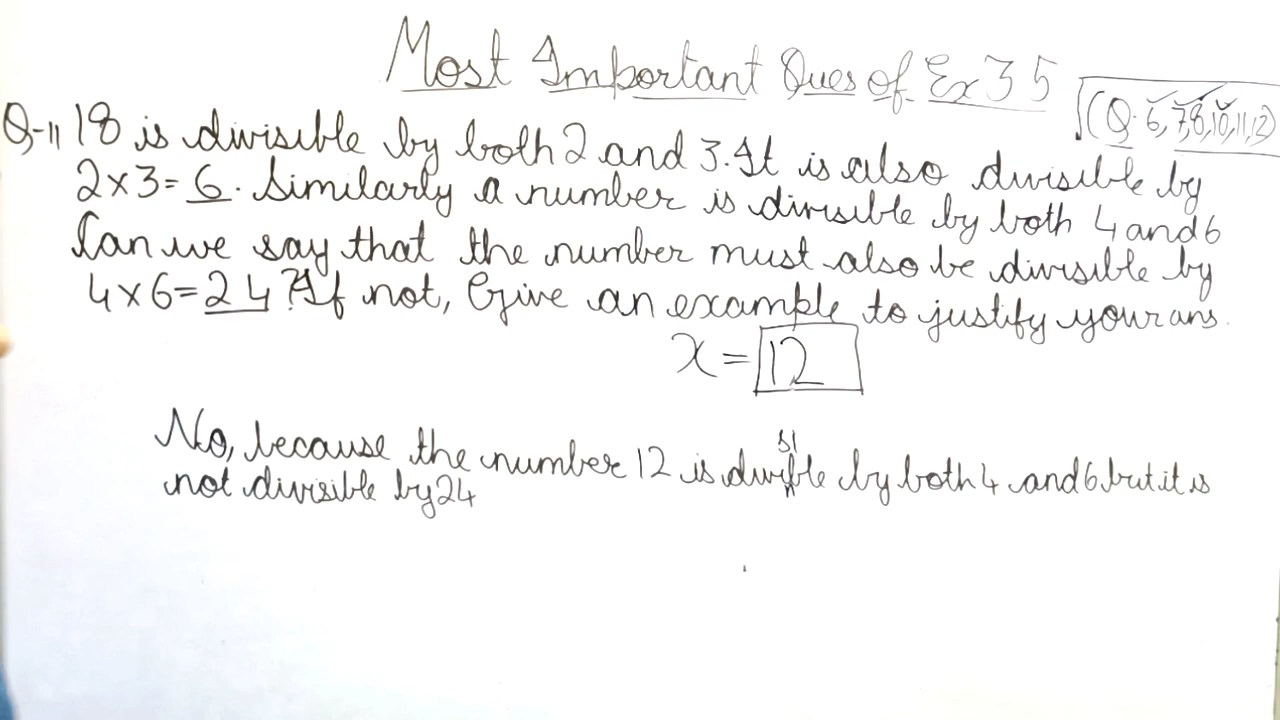 Most Important Ques of Ex 3 5
(Q. 6, 7,8,10,11,12)
Q-11 18 is divisible by both 2 and 3. It is also divisible by
2×3= 6. Similarly a number is divisible by both 4 and 6
Can we say that the number must also be divisible by
4×6=24? If not, Give an example to justify your ans.
x = 12
No, because the number 12 is divisible by both 4 and 6 but it is
not divisible by 24